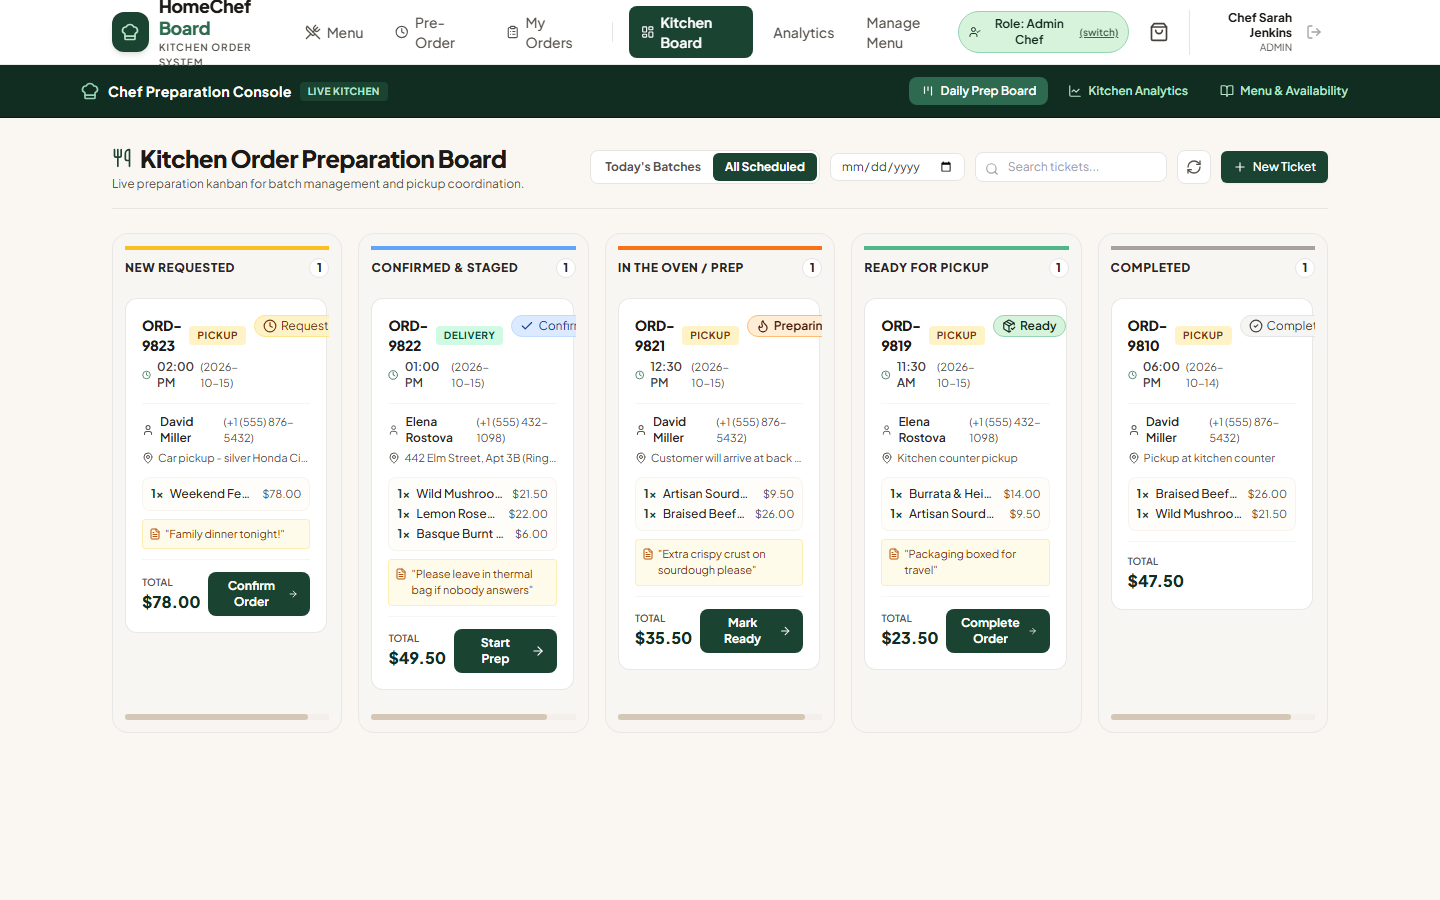 HomeChef
Board
KITCHEN ORDER
SYSTEM
Menu
Pre-
Order
My
Orders
Kitchen
Board
Analytics
Manage
Menu
Role: Admin
Chef
(switch)
Chef Sarah
Jenkins
ADMIN
Chef Preparation Console
LIVE KITCHEN
Daily Prep Board
Kitchen Analytics
Menu & Availability
Kitchen Order Preparation Board
Live preparation kanban for batch management and pickup coordination.
Today's Batches
All Scheduled
mm/dd/yyyy
Search tickets...
New Ticket
NEW REQUESTED
1
ORD-
9823
PICKUP
Request
02:00
PM
(2026-
10-15)
David
Miller
(+1 (555) 876-
5432)
Car pickup - silver Honda Ci...
1× Weekend Fe... $78.00
"Family dinner tonight!"
TOTAL
$78.00
Confirm
Order
CONFIRMED & STAGED
1
ORD-
9822
DELIVERY
Confirm
01:00
PM
(2026-
10-15)
Elena
Rostova
(+1 (555) 432-
1098)
442 Elm Street, Apt 3B (Ring...
1× Wild Mushroo... $21.50
1× Lemon Rose... $22.00
1× Basque Burnt ... $6.00
"Please leave in thermal
bag if nobody answers"
TOTAL
$49.50
Start
Prep
IN THE OVEN / PREP
1
ORD-
9821
PICKUP
Preparin
12:30
PM
(2026-
10-15)
David
Miller
(+1 (555) 876-
5432)
Customer will arrive at back ...
1× Artisan Sourd... $9.50
1× Braised Beef... $26.00
"Extra crispy crust on
sourdough please"
TOTAL
$35.50
Mark
Ready
READY FOR PICKUP
1
ORD-
9819
PICKUP
Ready
11:30
AM
(2026-
10-15)
Elena
Rostova
(+1 (555) 432-
1098)
Kitchen counter pickup
1× Burrata & Hei... $14.00
1× Artisan Sourd... $9.50
"Packaging boxed for
travel"
TOTAL
$23.50
Complete
Order
COMPLETED
1
ORD-
9810
PICKUP
Complet
06:00
PM
(2026-
10-14)
David
Miller
(+1 (555) 876-
5432)
Pickup at kitchen counter
1× Braised Beef... $26.00
1× Wild Mushroo... $21.50
TOTAL
$47.50